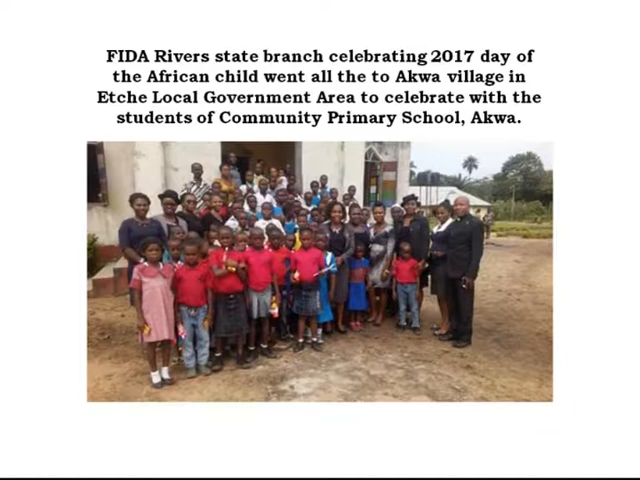 FIDA Rivers state branch celebrating 2017 day of
the African child went all the to Akwa village in
Etche Local Government Area to celebrate with the
students of Community Primary School, Akwa.